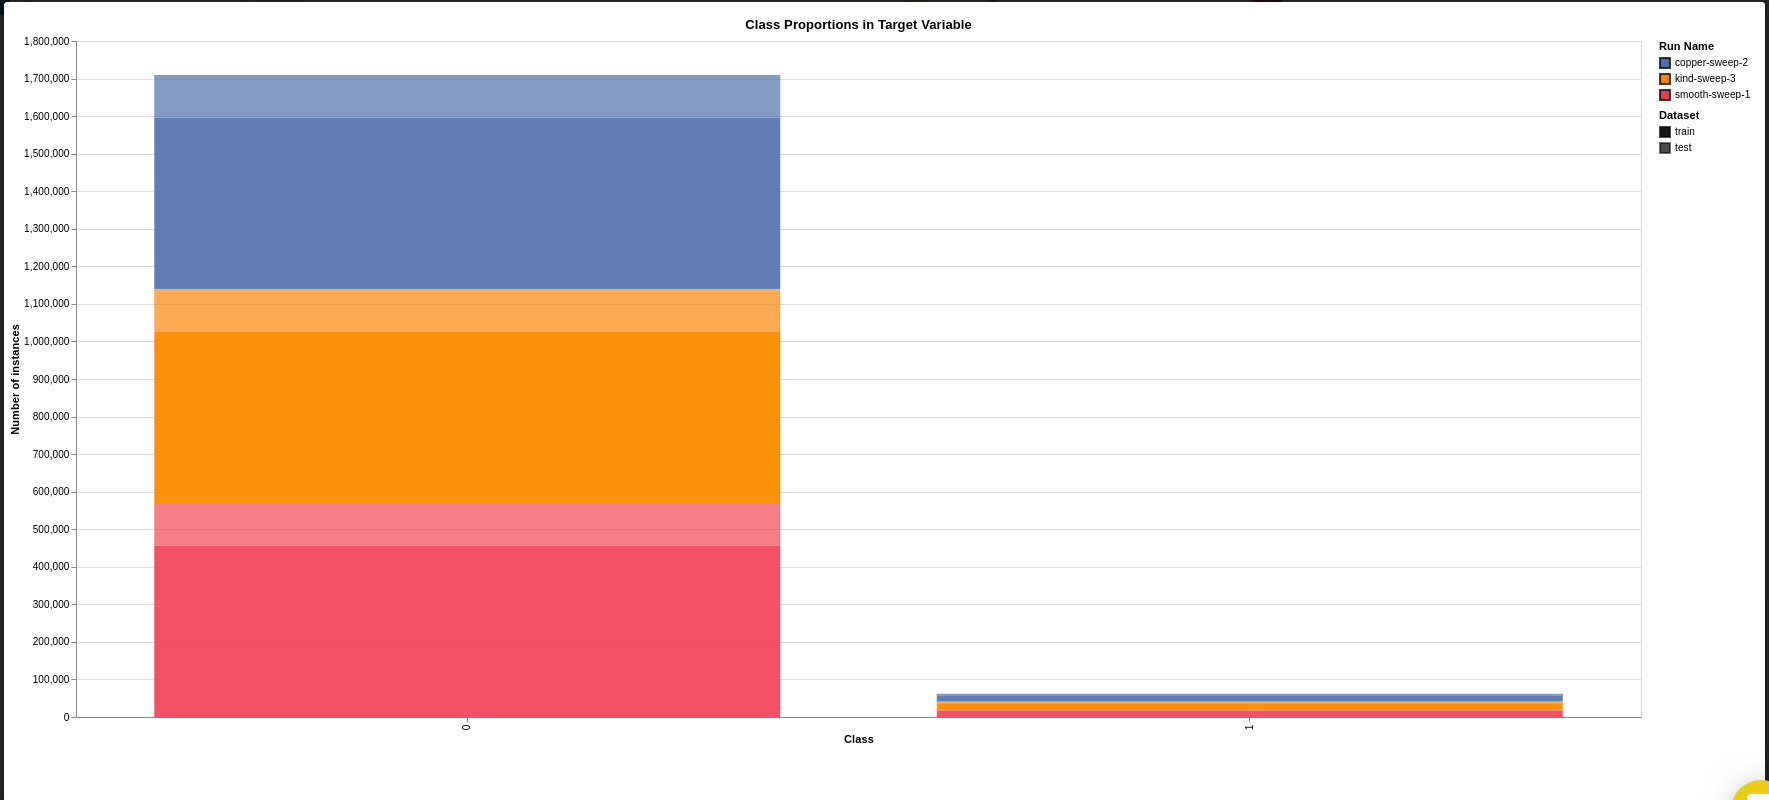 Class Proportions in Target Variable
1,800,000
1,700,000
1,600,000
1,500,000
1,400,000
1,300,000
1,200,000
1,100,000
1,000,000
900,000
800,000
700,000
600,000
500,000
400,000
300,000
200,000
100,000
0
Number of instances
0
1
Class
Run Name
copper-sweep-2
kind-sweep-3
smooth-sweep-1
Dataset
train
test